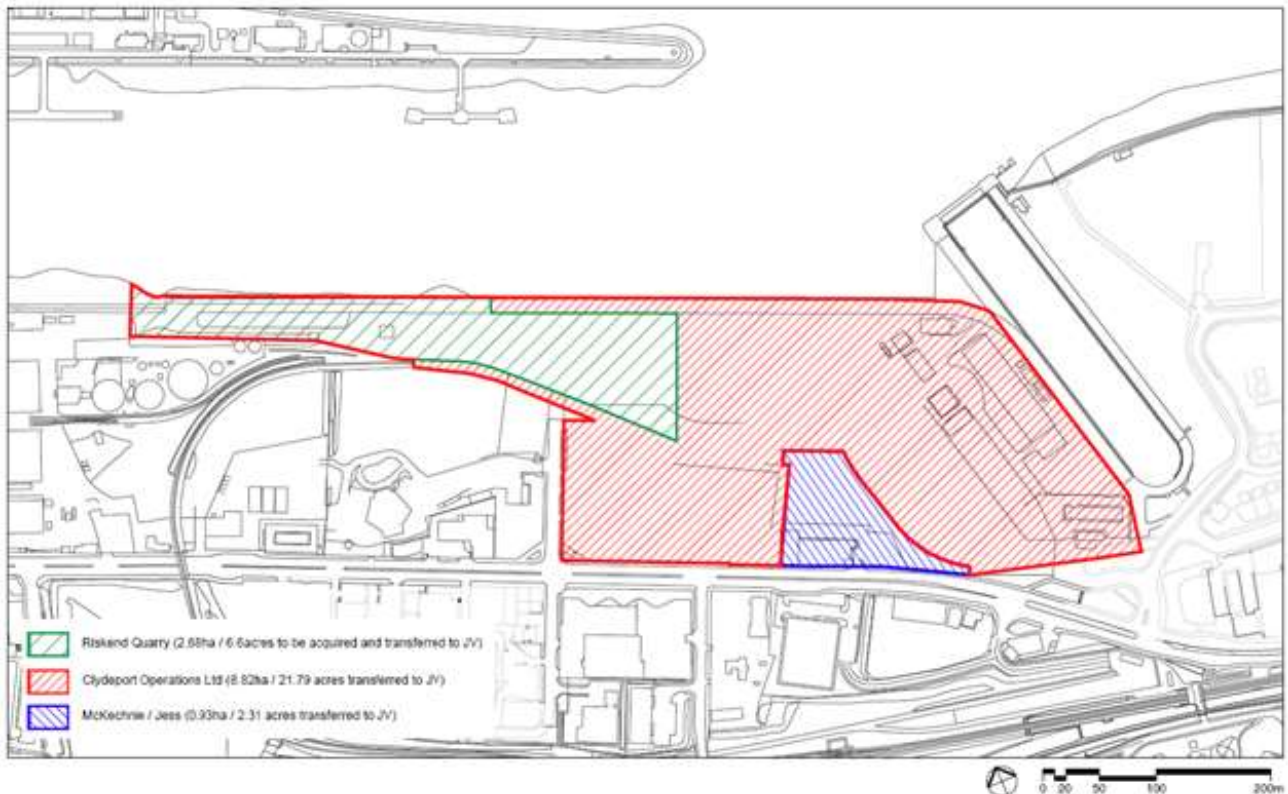 Riskend Quarry (2.68ha / 6.6acres to be acquired and transferred to JV)
Clydeport Operations Ltd (8.82ha / 21.79 acres transferred to JV)
McKechnie / Jess (0.93ha / 2.31 acres transferred to JV)
0 20 50 100 200m